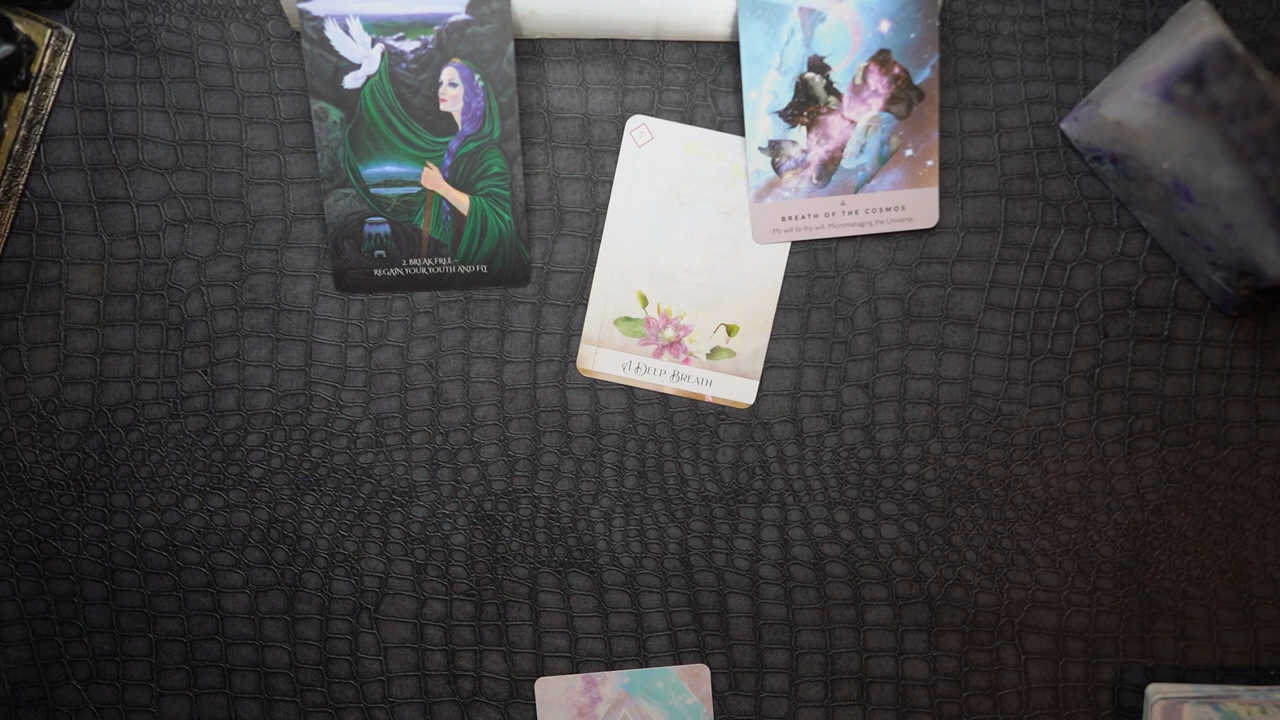 2. BREAK FREE ~
REGAIN YOUR YOUTH AND FLY
A DEEP BREATH
BREATH OF THE COSMOS
My will to thy will. Micromanaging the Universe.